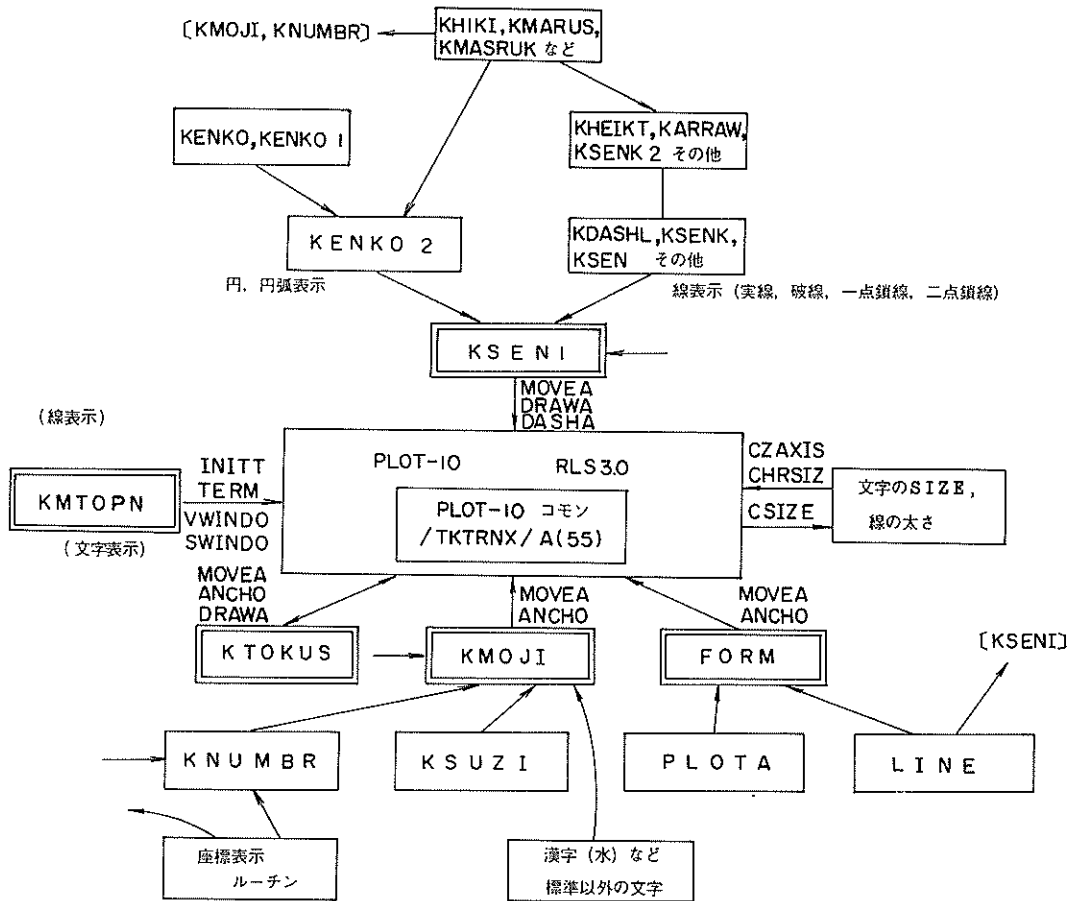 〔KMOJI, KNUMBR〕
KHIKI, KMARUS,
KMASRUK など
KENKO, KENKO 1
KHEIKT, KARRAW,
KSENK 2 その他
KENKO 2
KDASHL, KSENK,
KSEN その他
円, 円弧表示
線表示 (実線, 破線, 一点鎖線, 二点鎖線)
KSENI
MOVEA
DRAWA
DASHA
(線表示)
KMTOPN
(文字表示)
INITT
TERM
VWINDO
SWINDO
PLOT-10 RLS3.0
PLOT-10 コモン
/TKTRNX/A(55)
CZAXIS
CHRSIZ
CSIZE
文字のSIZE,
線の太さ
MOVEA
ANCHO
DRAWA
MOVEA
ANCHO
MOVEA
ANCHO
KTOKUS
KMOJI
FORM
〔KSENI〕
KNUMBR
KSUZI
PLOTA
LINE
座標表示
ルーチン
漢字 (水) など
標準以外の文字